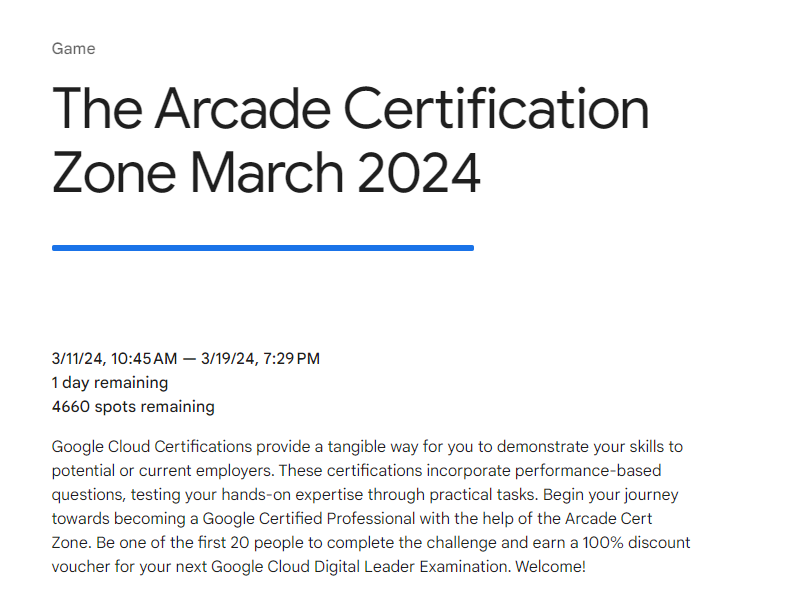 Game
The Arcade Certification
Zone March 2024
3/11/24, 10:45 AM — 3/19/24, 7:29 PM
1 day remaining
4660 spots remaining
Google Cloud Certifications provide a tangible way for you to demonstrate your skills to
potential or current employers. These certifications incorporate performance-based
questions, testing your hands-on expertise through practical tasks. Begin your journey
towards becoming a Google Certified Professional with the help of the Arcade Cert
Zone. Be one of the first 20 people to complete the challenge and earn a 100% discount
voucher for your next Google Cloud Digital Leader Examination. Welcome!